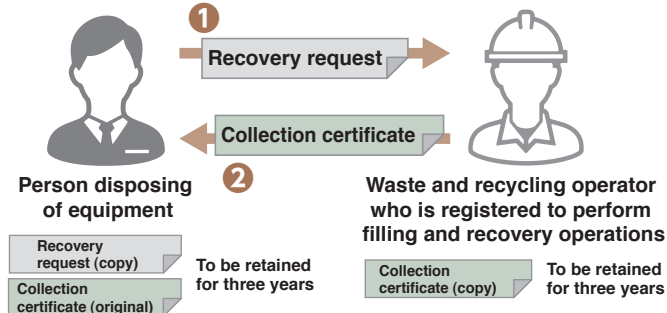 1
Recovery request
Collection certificate
2
Person disposing
of equipment
Recovery
request (copy)
Collection
certificate (original)
To be retained
for three years
Waste and recycling operator
who is registered to perform
filling and recovery operations
Collection
certificate (copy)
To be retained
for three years